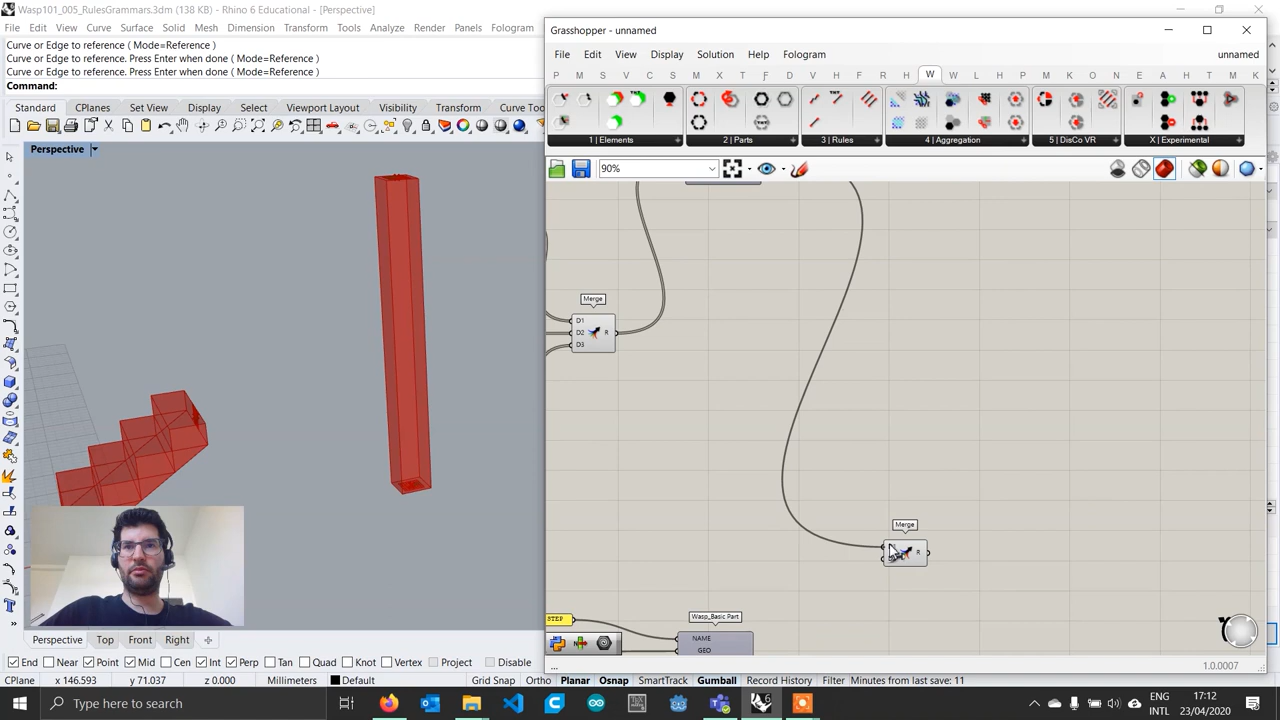 Wasp101_005_RulesGrammars.3dm (138 KB) - Rhino 6 Educational - [Perspective]
File Edit View Curve Surface Solid Mesh Dimension Transform Tools Analyze Render Panels Fologram
Curve or Edge to reference ( Mode=Reference )
Curve or Edge to reference. Press Enter when done ( Mode=Reference )
Curve or Edge to reference. Press Enter when done ( Mode=Reference )
Command:
Standard CPlanes Set View Display Select Viewport Layout Visibility Transform Curve Too
Perspective
Grasshopper - unnamed
File Edit View Display Solution Help Fologram unnamed
P M S V C S M X T F D V H R H W W L H A K B H T M K
1 | Elements + 2 | Parts + 3 | Rules + 4 | Aggregation + 5 | DisCo VR + X | Experimental +
90%
Merge
D1
D2 R
D3
Merge
R
STEP
Wasp_Basic Part
NAME
GEO
... 1.0.0007
Perspective Top Front Right
End Near Point Mid Cen Int Perp Tan Quad Knot Vertex Project Disable
CPlane x 146.593 y 71.037 z 0.000 Millimeters Default Grid Snap Ortho Planar Osnap SmartTrack Gumball Record History Filter Minutes from last save: 11
Type here to search
ENG
INTL
17:12
23/04/2020